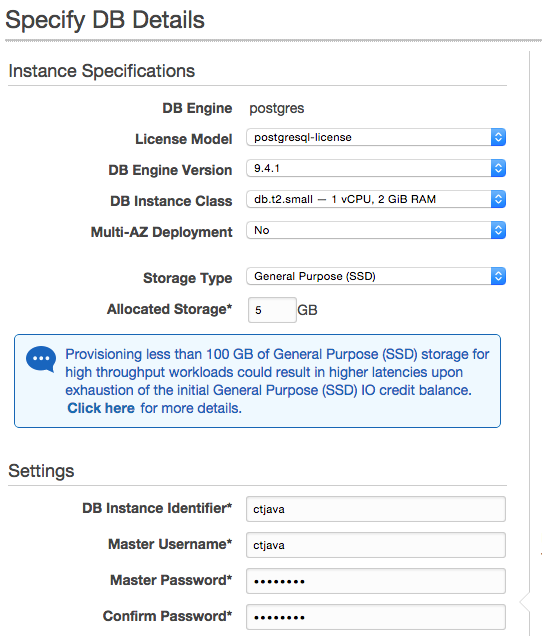 Specify DB Details
Instance Specifications
DB Engine postgres
License Model postgresql-license
DB Engine Version 9.4.1
DB Instance Class db.t2.small — 1 vCPU, 2 GiB RAM
Multi-AZ Deployment No
Storage Type General Purpose (SSD)
Allocated Storage* 5 GB
Provisioning less than 100 GB of General Purpose (SSD) storage for
high throughput workloads could result in higher latencies upon
exhaustion of the initial General Purpose (SSD) IO credit balance.
Click here for more details.
Settings
DB Instance Identifier* ctjava
Master Username* ctjava
Master Password* ••••••••
Confirm Password* ••••••••